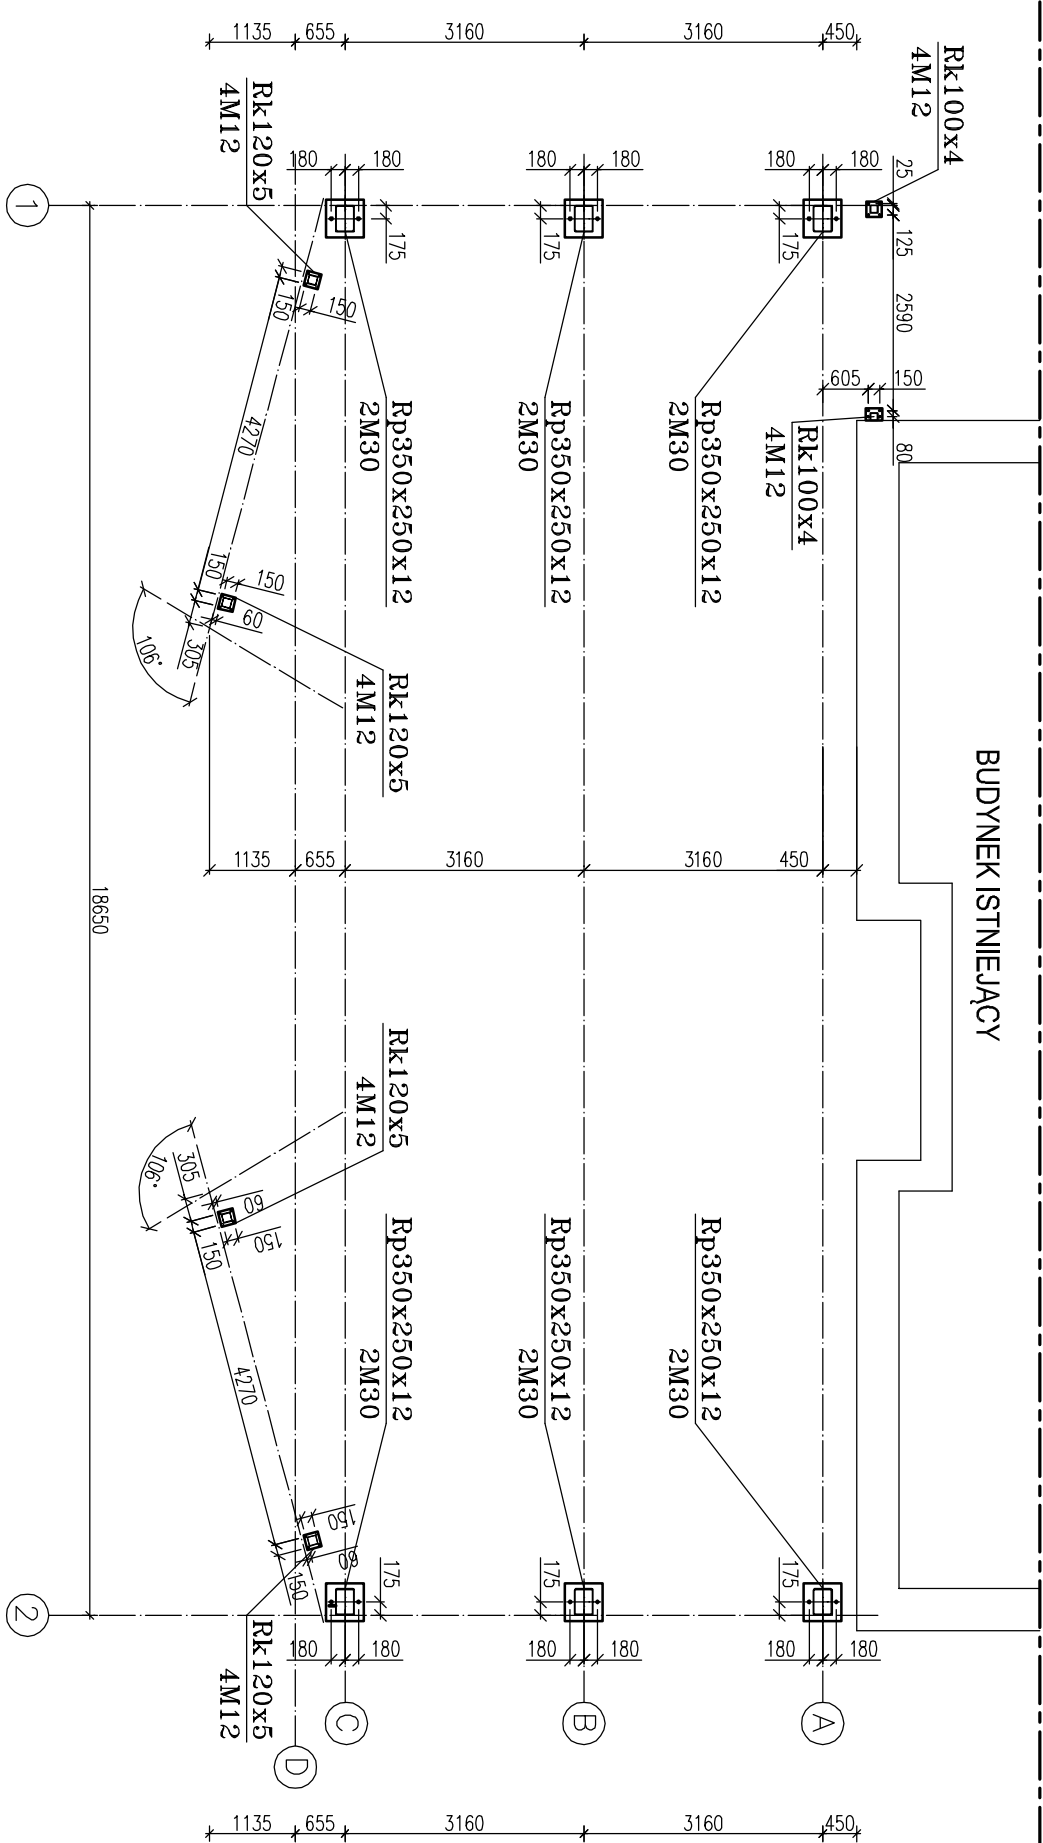 BUDYNEK ISTNIEJĄCY
1135
655
3160
3160
450
Rk100x4
4M12
25
125
2590
80
605
150
Rk100x4
4M12
Rk120x5
4M12
180
180
180
180
180
180
175
175
175
1
Rp350x250x12
2M30
Rp350x250x12
2M30
Rp350x250x12
2M30
150
150
4270
150
150
60
305
106°
Rk120x5
4M12
1135
655
3160
3160
450
18650
Rk120x5
4M12
305
106°
60
150
150
4270
Rp350x250x12
2M30
Rp350x250x12
2M30
Rp350x250x12
2M30
150
60
150
175
175
175
2
Rk120x5
4M12
180
180
180
180
180
180
A
B
C
D
1135
655
3160
3160
450